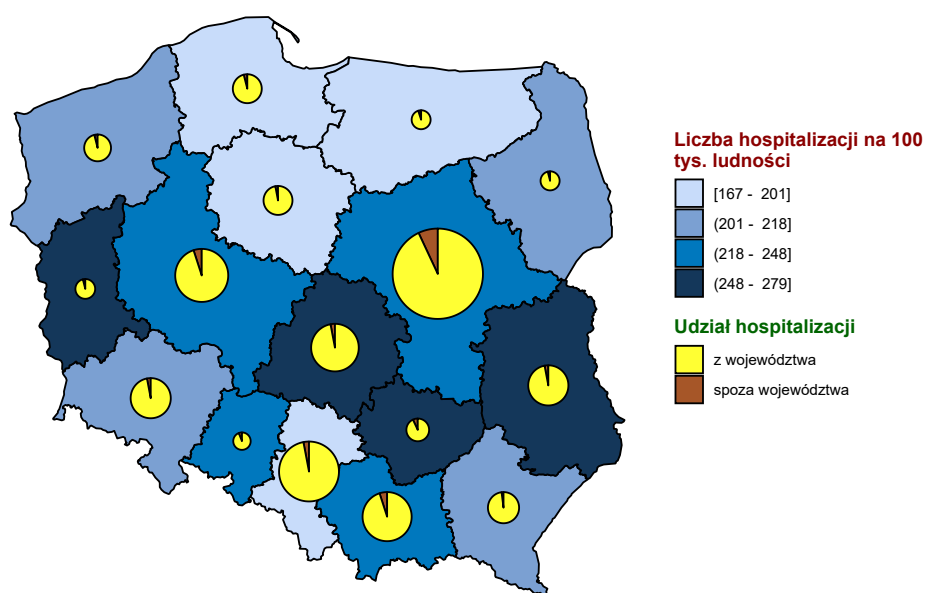 Liczba hospitalizacji na 100
tys. ludności
[167 - 201]
(201 - 218]
(218 - 248]
(248 - 279]
Udział hospitalizacji
z województwa
spoza województwa